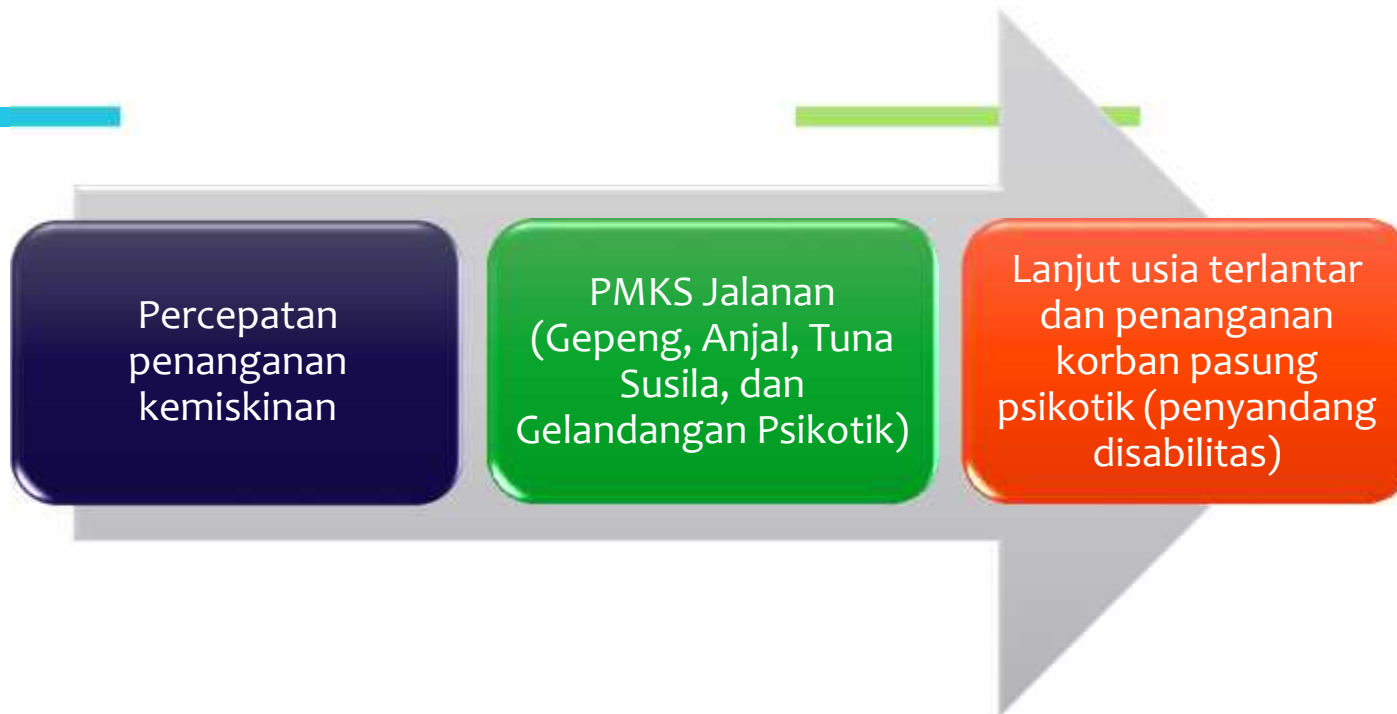 Percepatan
penanganan
kemiskinan
PMKS Jalanan
(Gepeng, Anjal, Tuna
Susila, dan
Gelandangan Psikotik)
Lanjut usia terlantar
dan penanganan
korban pasung
psikotik (penyandang
disabilitas)